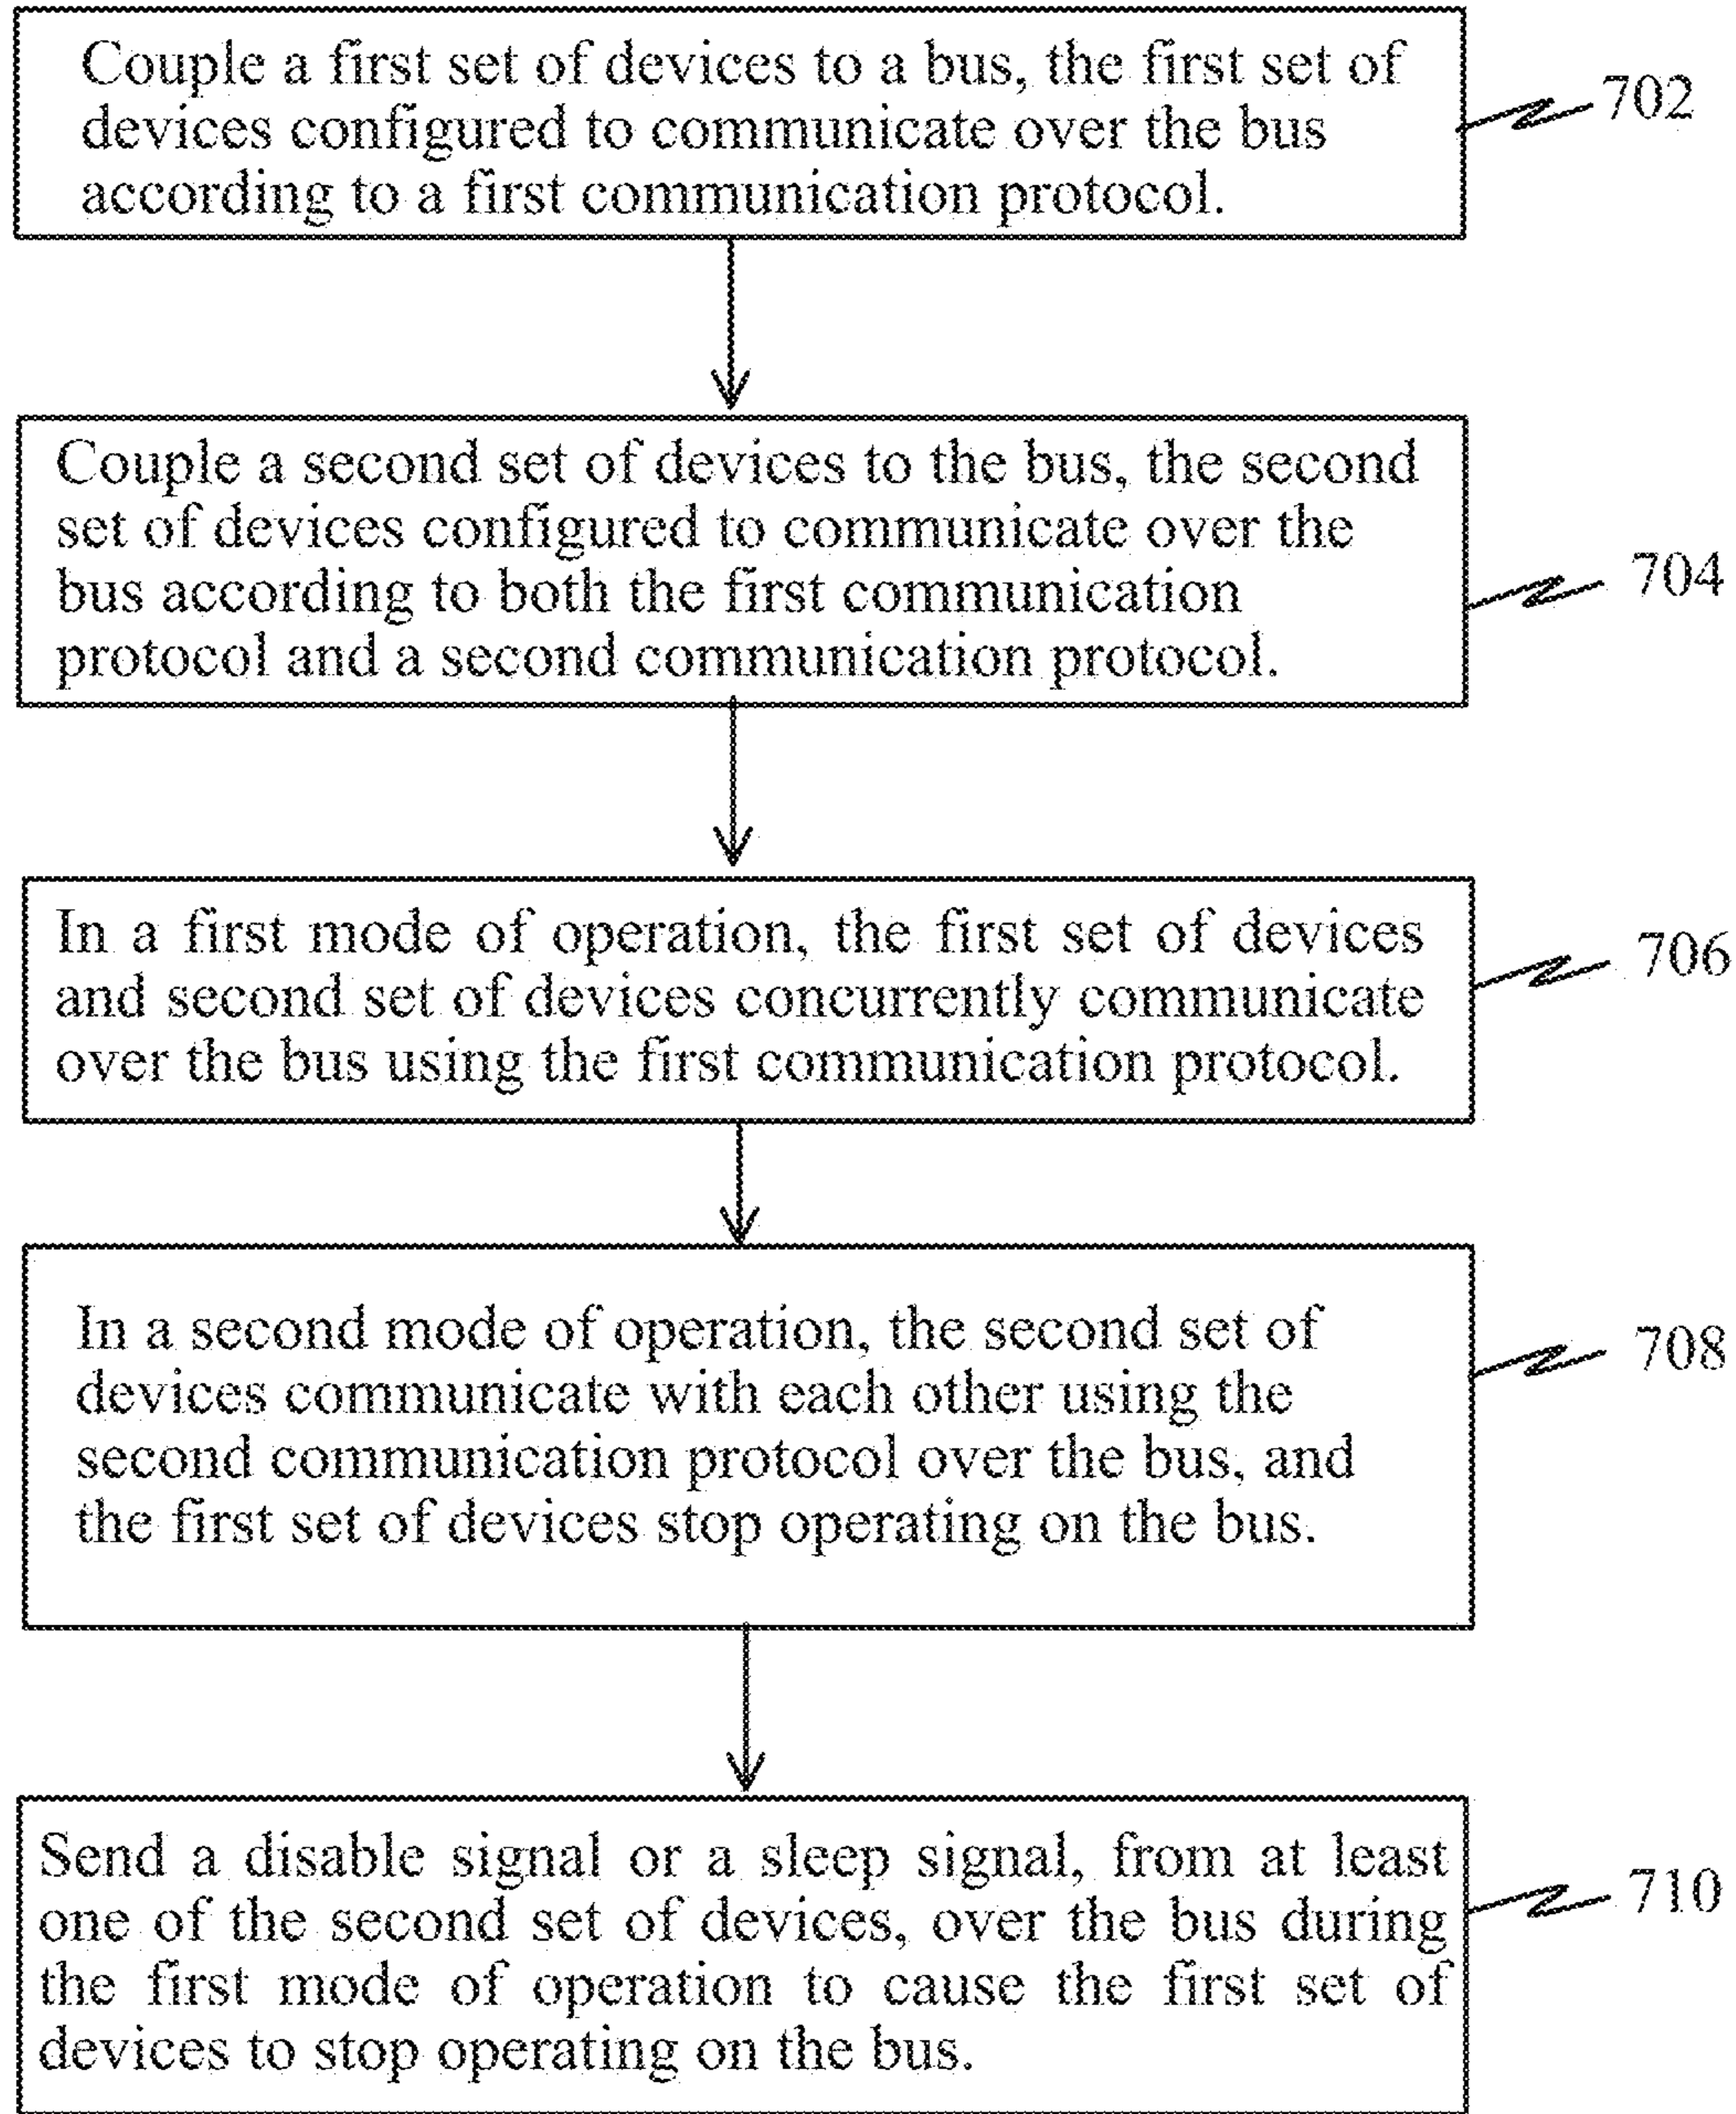 Couple a first set of devices to a bus, the first set of
devices configured to communicate over the bus
according to a first communication protocol.
702
Couple a second set of devices to the bus, the second
set of devices configured to communicate over the
bus according to both the first communication
protocol and a second communication protocol.
704
In a first mode of operation, the first set of devices
and second set of devices concurrently communicate
over the bus using the first communication protocol.
706
In a second mode of operation, the second set of
devices communicate with each other using the
second communication protocol over the bus, and
the first set of devices stop operating on the bus.
708
Send a disable signal or a sleep signal, from at least
one of the second set of devices, over the bus during
the first mode of operation to cause the first set of
devices to stop operating on the bus.
710